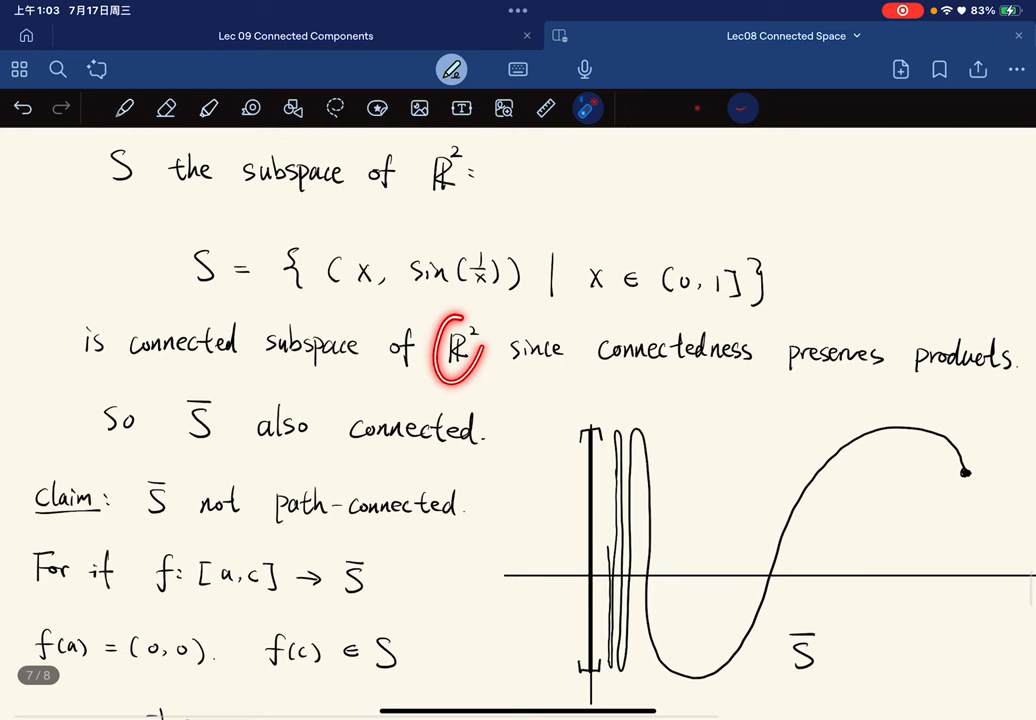 上午1:03 7月17日周三
83%
Lec 09 Connected Components
Lec08 Connected Space
S the subspace of ℝ²:
S = { (x, sin(1/x)) | x ∈ (0,1] }
is connected subspace of ℝ² since connectedness preserves products.
So S̅ also connected.
Claim: S̅ not path-connected.
For if f: [a,c] → S̅
f(a) = (0,0). f(c) ∈ S
S̅
7 / 8